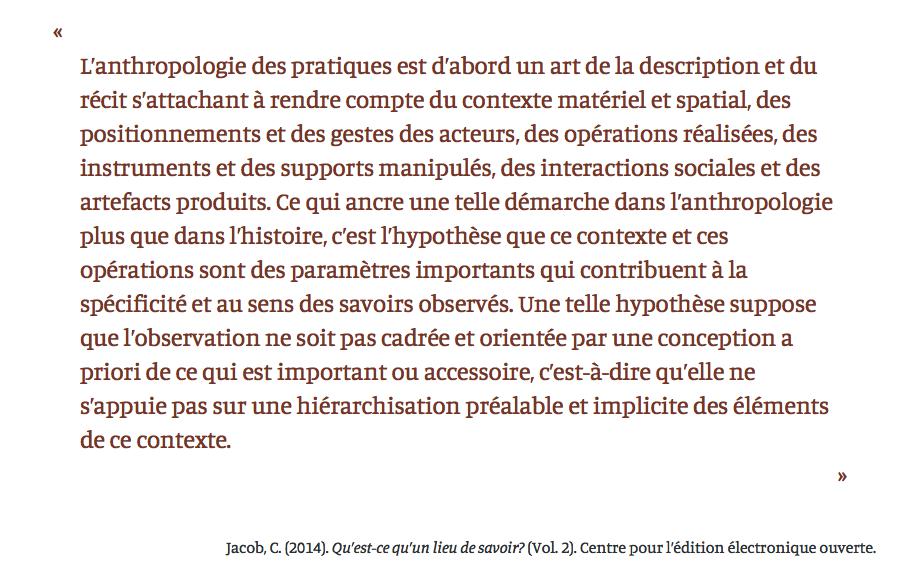 «
L’anthropologie des pratiques est d’abord un art de la description et du
récit s’attachant à rendre compte du contexte matériel et spatial, des
positionnements et des gestes des acteurs, des opérations réalisées, des
instruments et des supports manipulés, des interactions sociales et des
artefacts produits. Ce qui ancre une telle démarche dans l’anthropologie
plus que dans l’histoire, c’est l’hypothèse que ce contexte et ces
opérations sont des paramètres importants qui contribuent à la
spécificité et au sens des savoirs observés. Une telle hypothèse suppose
que l’observation ne soit pas cadrée et orientée par une conception a
priori de ce qui est important ou accessoire, c’est-à-dire qu’elle ne
s’appuie pas sur une hiérarchisation préalable et implicite des éléments
de ce contexte.
»
Jacob, C. (2014). Qu’est-ce qu’un lieu de savoir? (Vol. 2). Centre pour l’édition électronique ouverte.